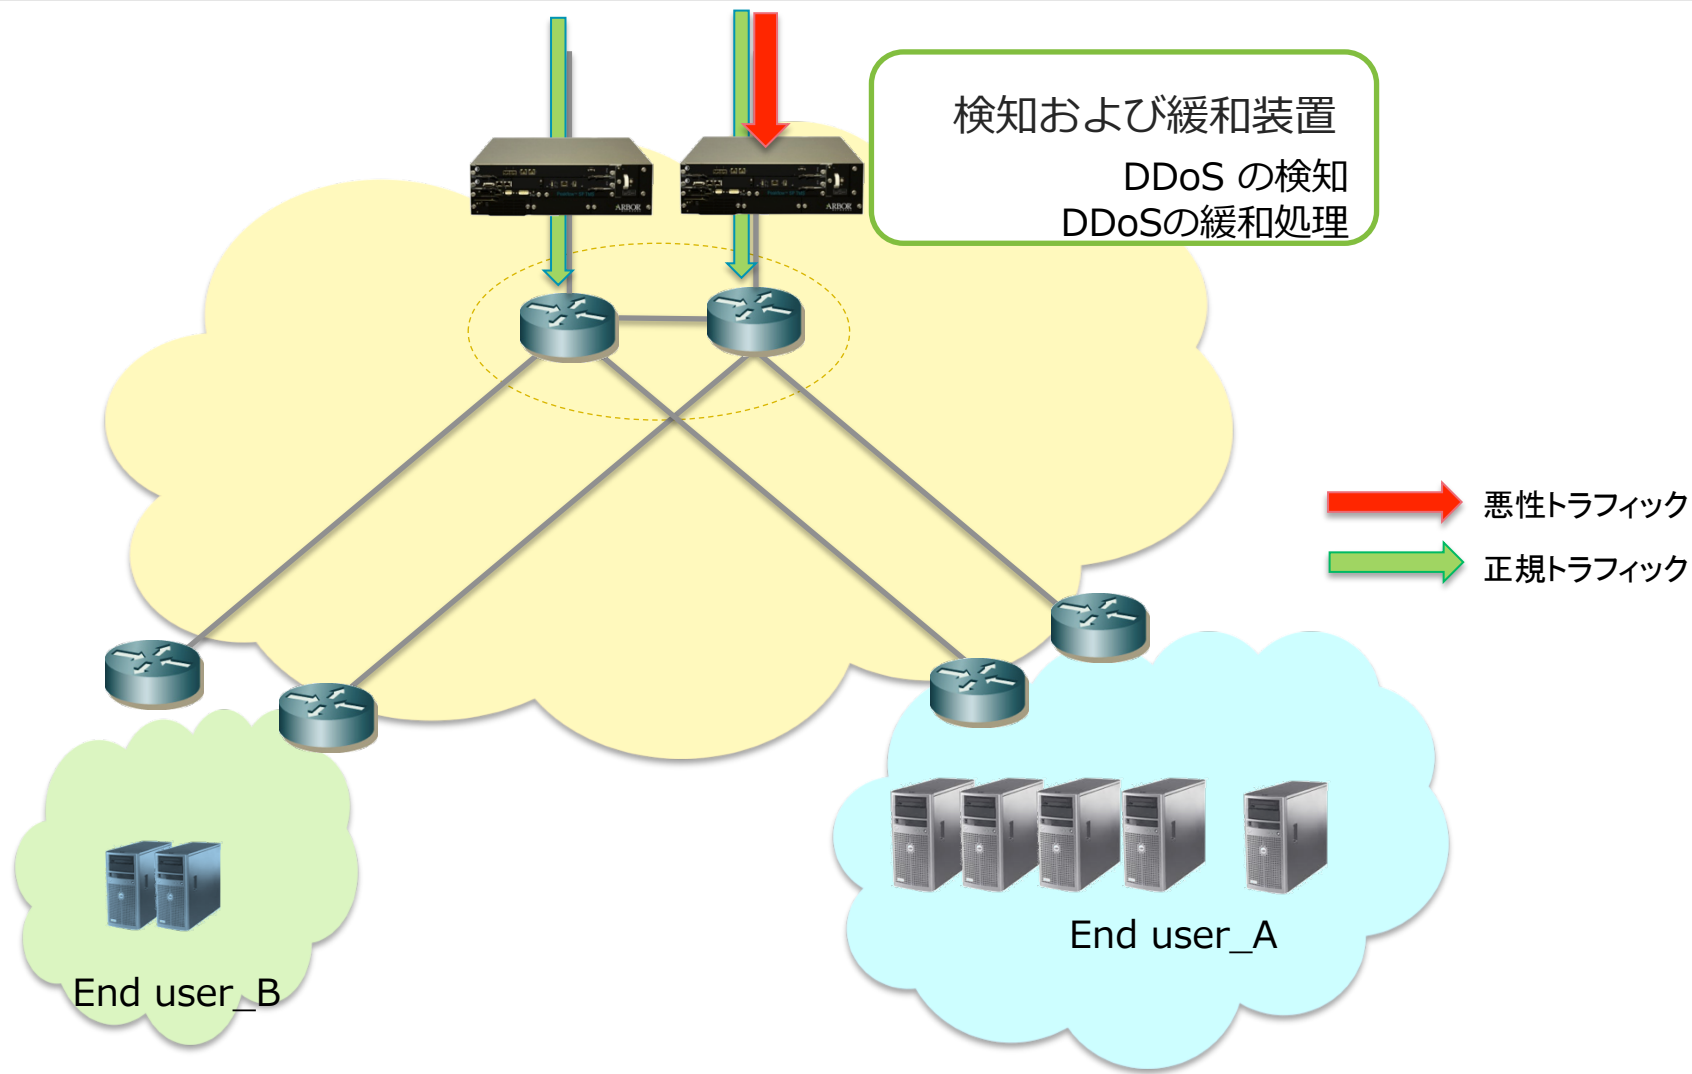 検知および緩和装置
DDoS の検知
DDoSの緩和処理
ARBOR
ARBOR
悪性トラフィック
正規トラフィック
End user_A
End user_B